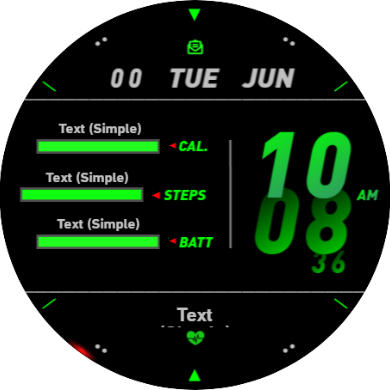 00 TUE JUN
Text (Simple)
CAL.
Text (Simple)
STEPS
Text (Simple)
BATT
10
08
AM
36
Text